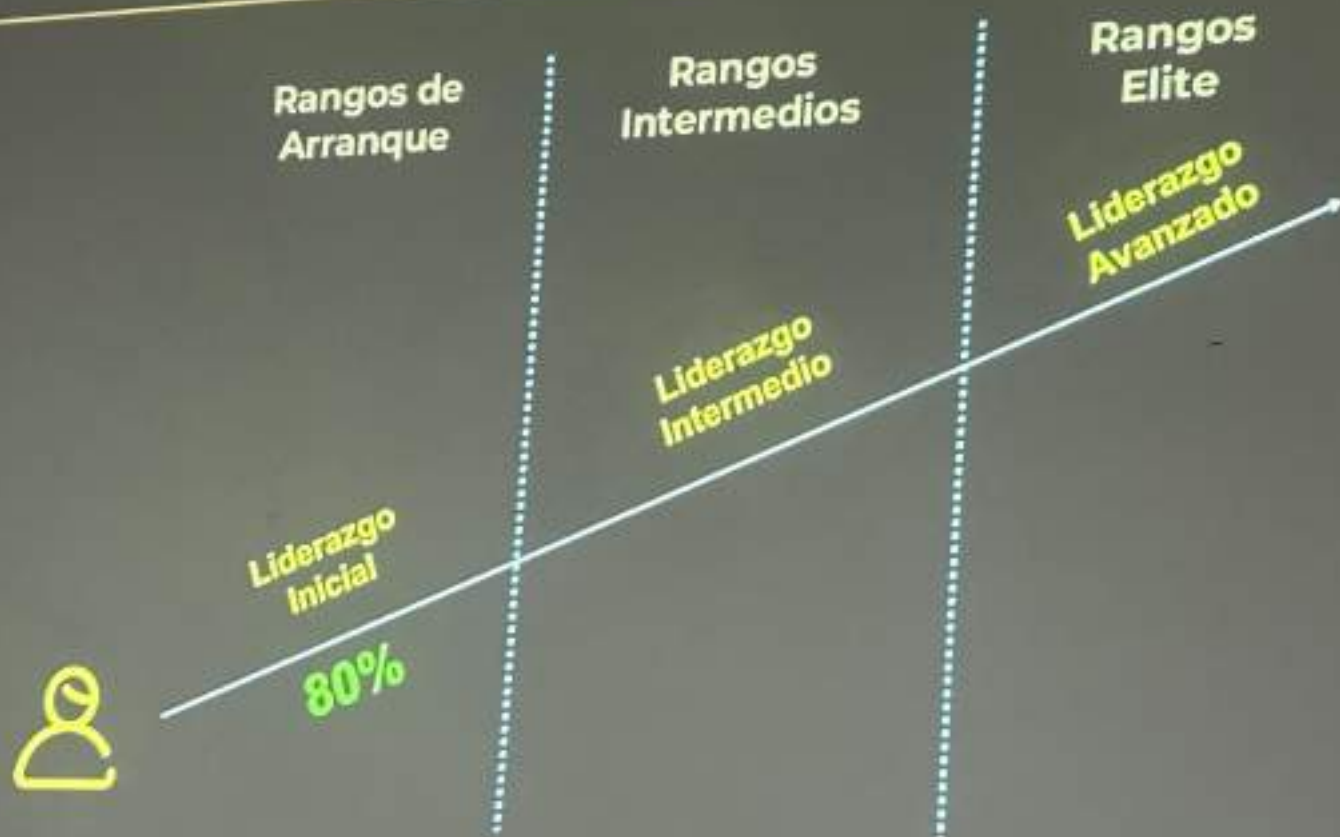 Rangos de
Arranque
Rangos
Intermedios
Rangos
Elite
Liderazgo
Avanzado
Liderazgo
Intermedio
Liderazgo
Inicial
80%